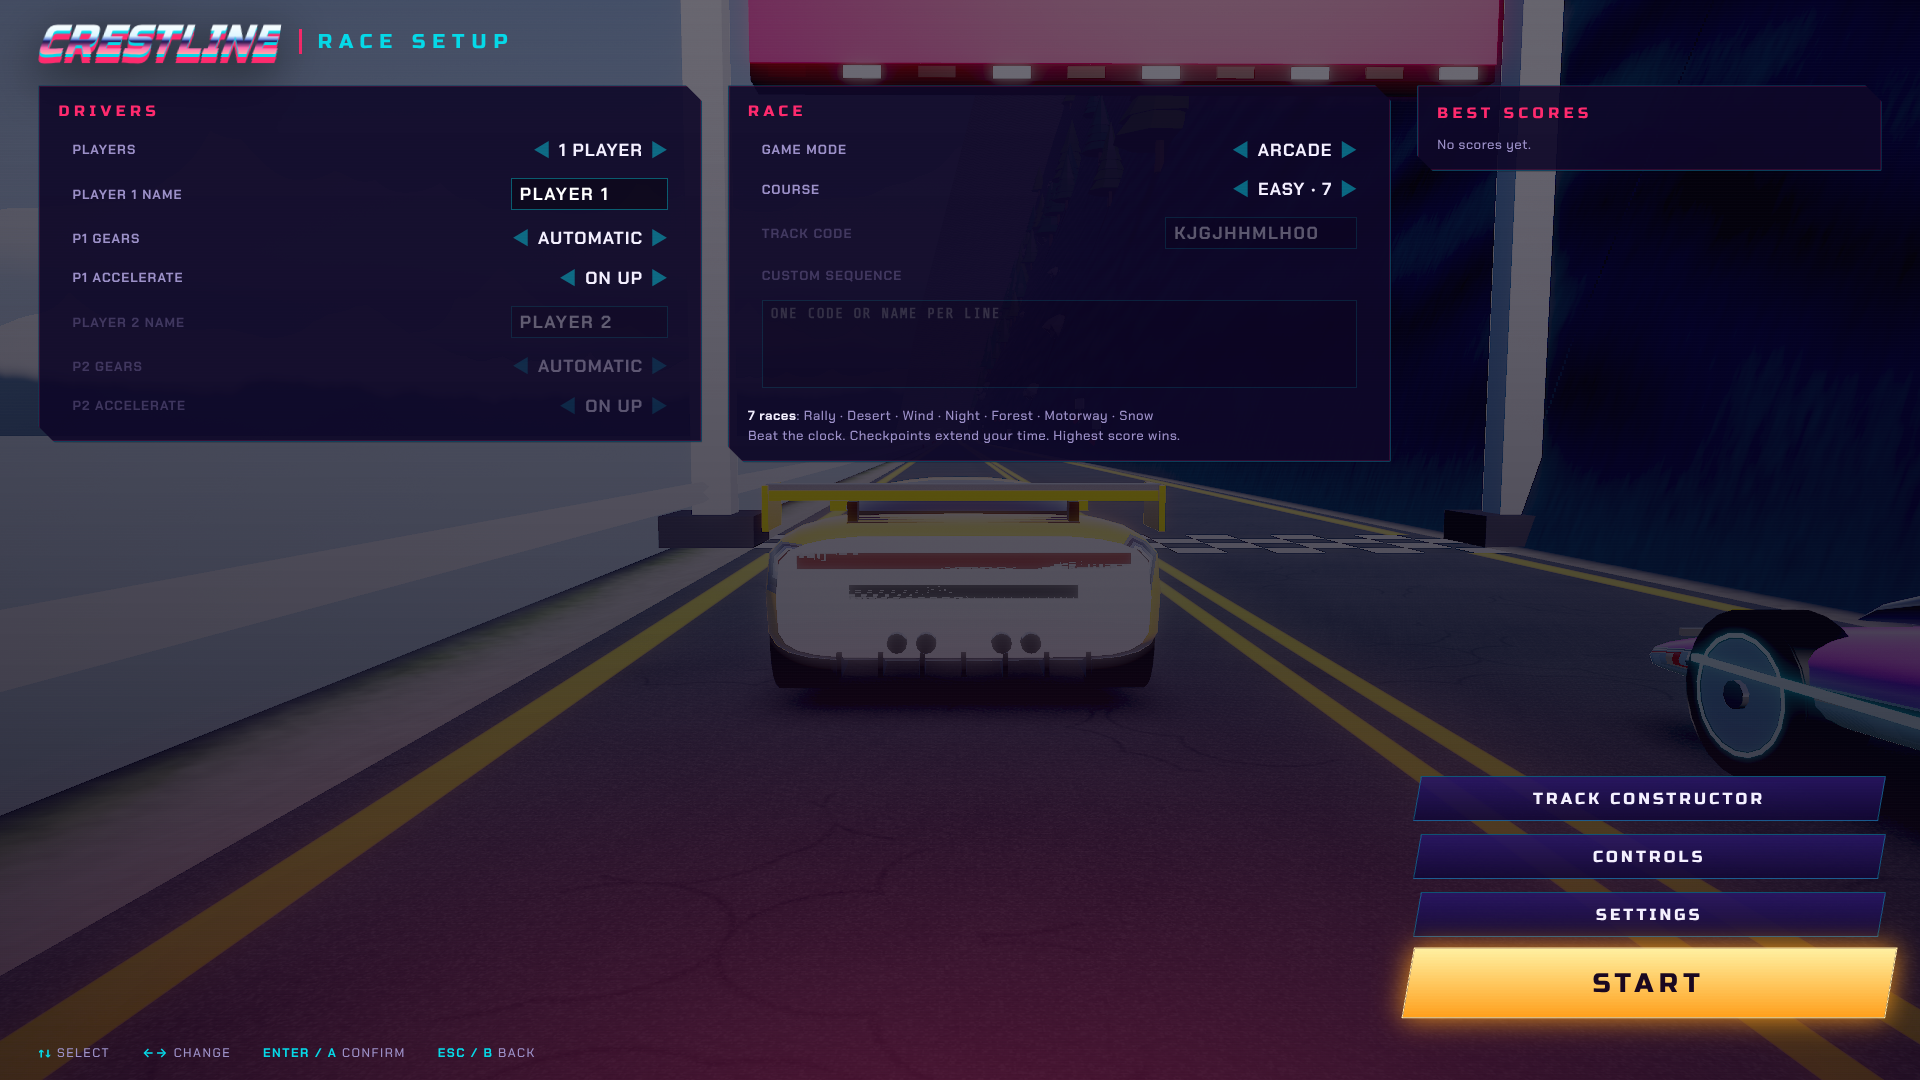 CRESTLINE
RACE SETUP
DRIVERS
PLAYERS
1 PLAYER
PLAYER 1 NAME
PLAYER 1
P1 GEARS
AUTOMATIC
P1 ACCELERATE
ON UP
PLAYER 2 NAME
PLAYER 2
P2 GEARS
AUTOMATIC
P2 ACCELERATE
ON UP
RACE
GAME MODE
ARCADE
COURSE
EASY · 7
TRACK CODE
KJGJHHMLH00
CUSTOM SEQUENCE
ONE CODE OR NAME PER LINE
7 races: Rally · Desert · Wind · Night · Forest · Motorway · Snow
Beat the clock. Checkpoints extend your time. Highest score wins.
BEST SCORES
No scores yet.
TRACK CONSTRUCTOR
CONTROLS
SETTINGS
START
↑↓ SELECT
←→ CHANGE
ENTER / A CONFIRM
ESC / B BACK